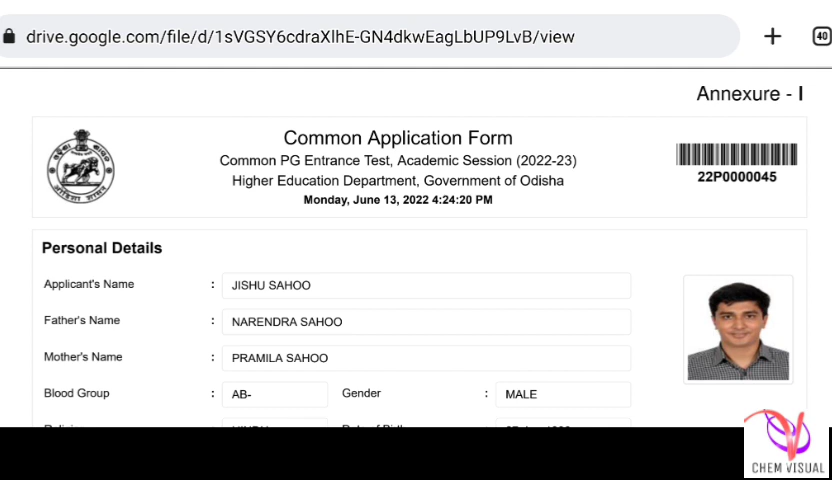 drive.google.com/file/d/1sVGSY6cdraXlhE-GN4dkwEagLbUP9LvB/view
40
Annexure - I
Common Application Form
Common PG Entrance Test, Academic Session (2022-23)
Higher Education Department, Government of Odisha
Monday, June 13, 2022 4:24:20 PM
22P0000045
Personal Details
Applicant's Name : JISHU SAHOO
Father's Name : NARENDRA SAHOO
Mother's Name : PRAMILA SAHOO
Blood Group : AB- Gender : MALE
CHEM VISUAL